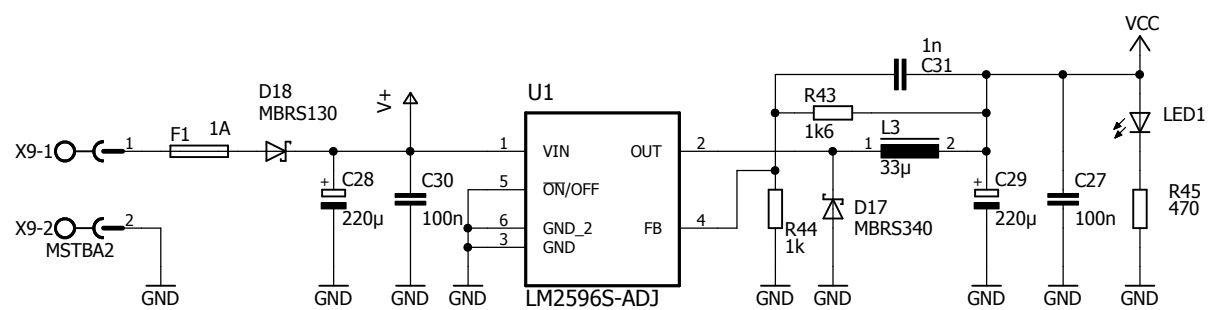 VCC
1n
C31
D18
MBRS130
V+
U1
R43
1k6
LED1
X9-1
1
F1
1A
1
VIN
OUT
2
1
L3
2
33µ
C28
220µ
+
C30
100n
5
ON/OFF
6
GND_2
3
GND
FB
4
R44
1k
D17
MBRS340
+
C29
220µ
C27
100n
R45
470
X9-2
2
MSTBA2
GND
GND
GND
GND
LM2596S-ADJ
GND
GND
GND
GND
GND